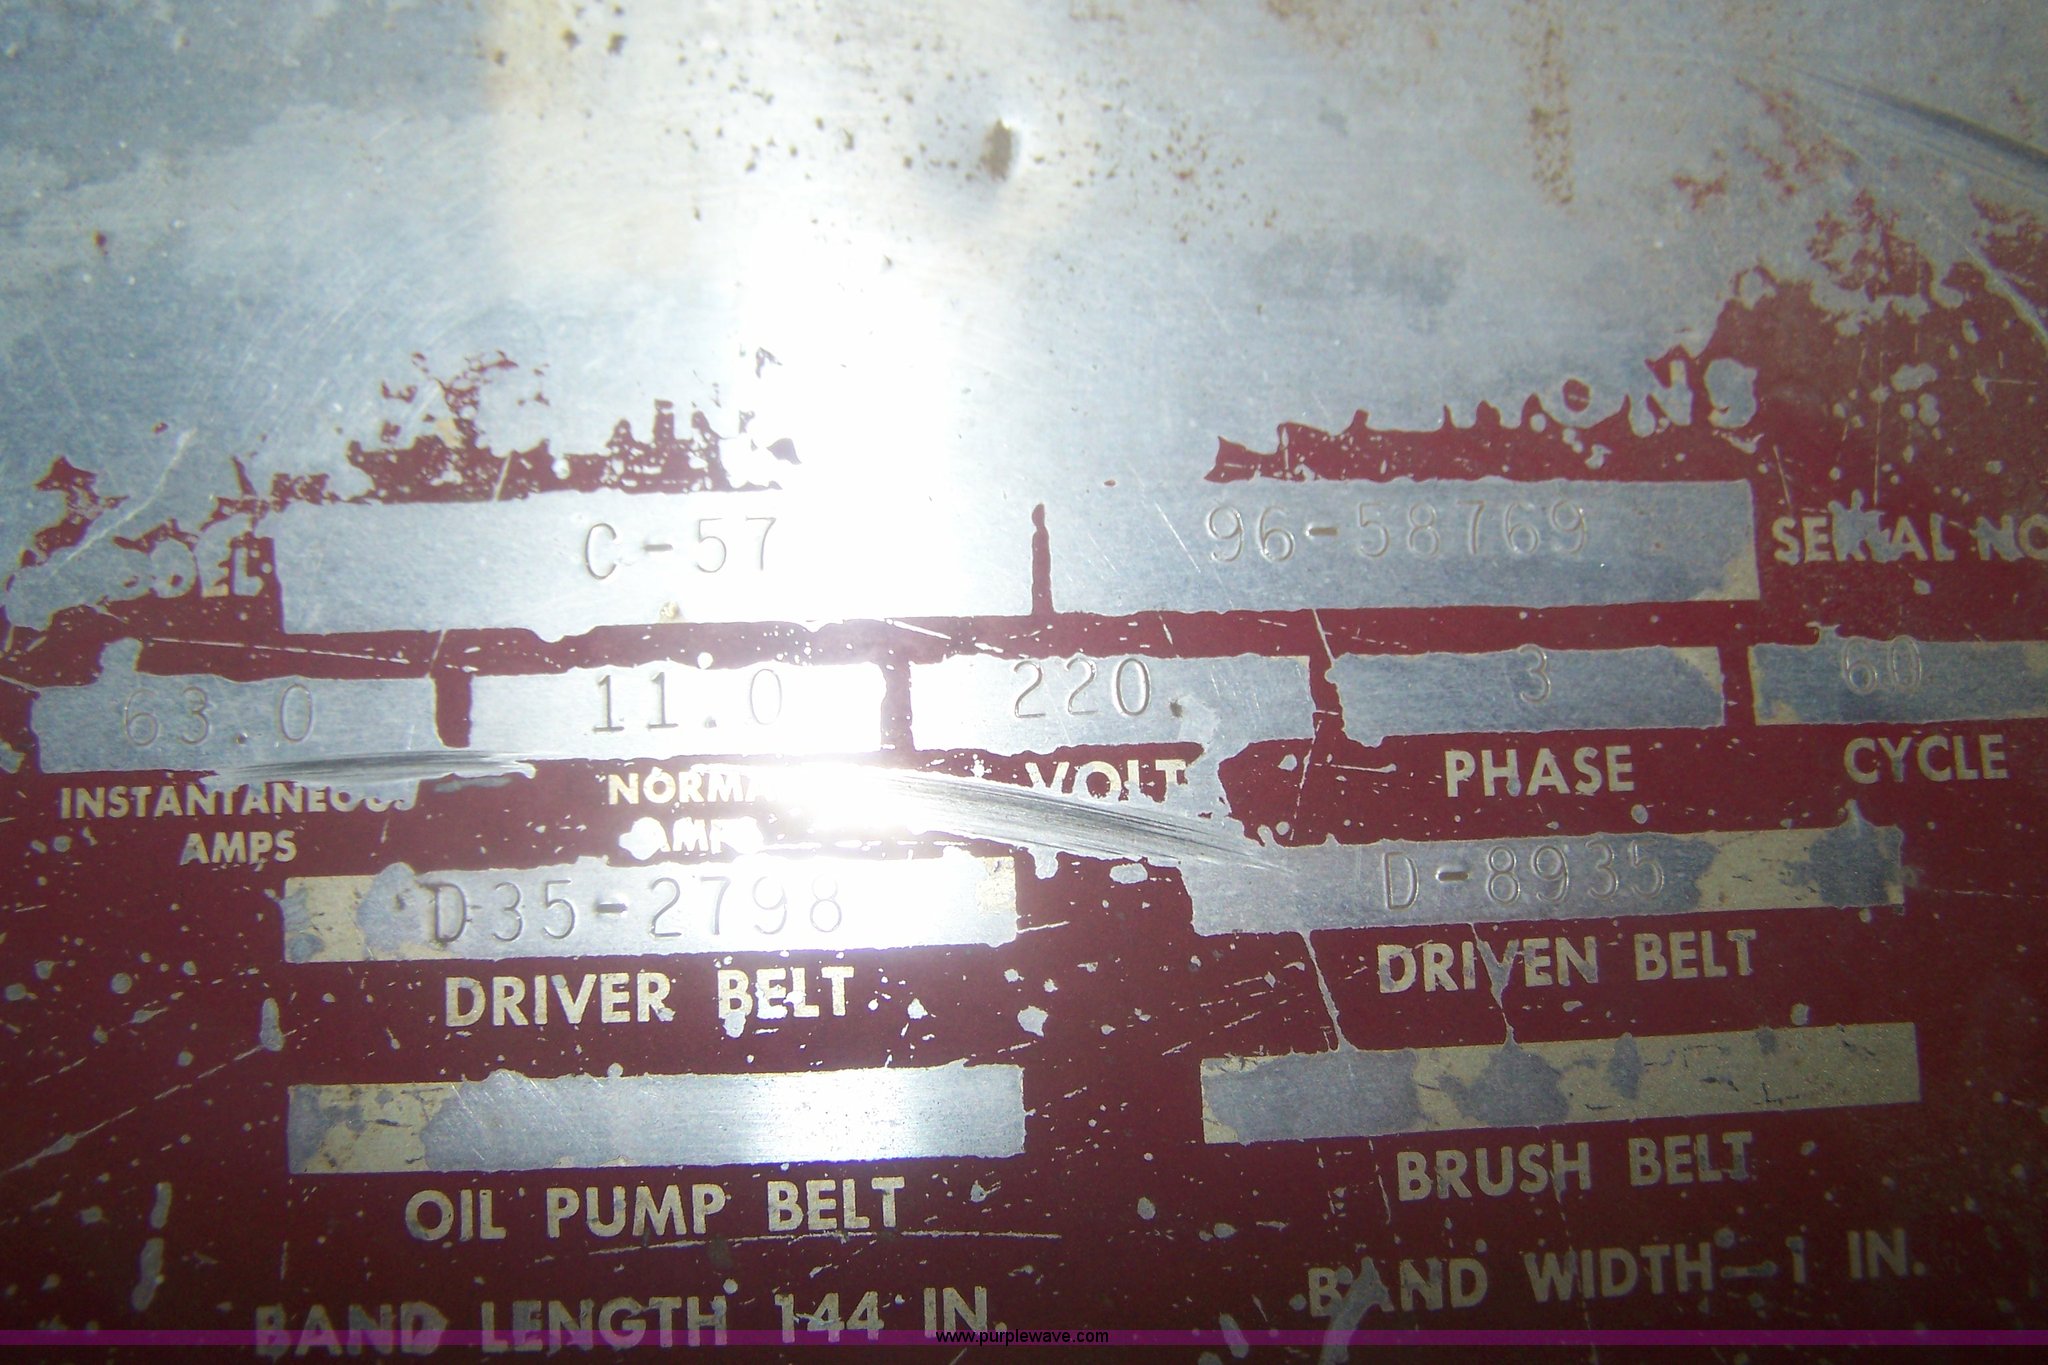 C-57 96-58769 SERIAL NO
63.0 11.0 220. 3 60
INSTANTANEOUS AMPS NORMAL AMPS VOLT PHASE CYCLE
D35-2798 D-8935
DRIVER BELT DRIVEN BELT
OIL PUMP BELT BRUSH BELT
BAND LENGTH 144 IN. BAND WIDTH-1 IN.
www.purplewave.com